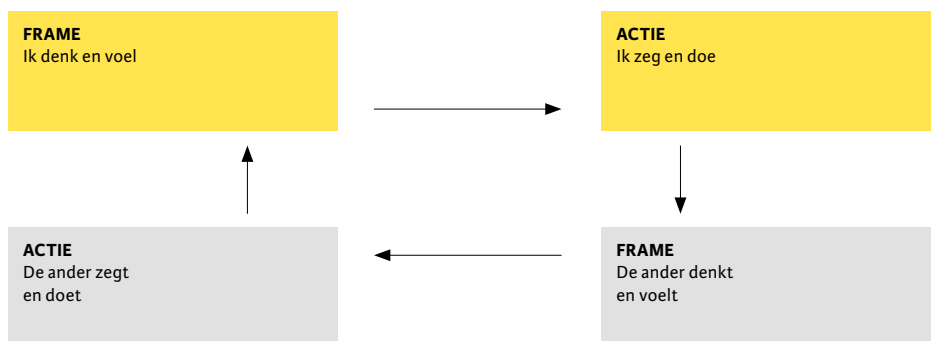 FRAME
Ik denk en voel
ACTIE
Ik zeg en doe
ACTIE
De ander zegt
en doet
FRAME
De ander denkt
en voelt